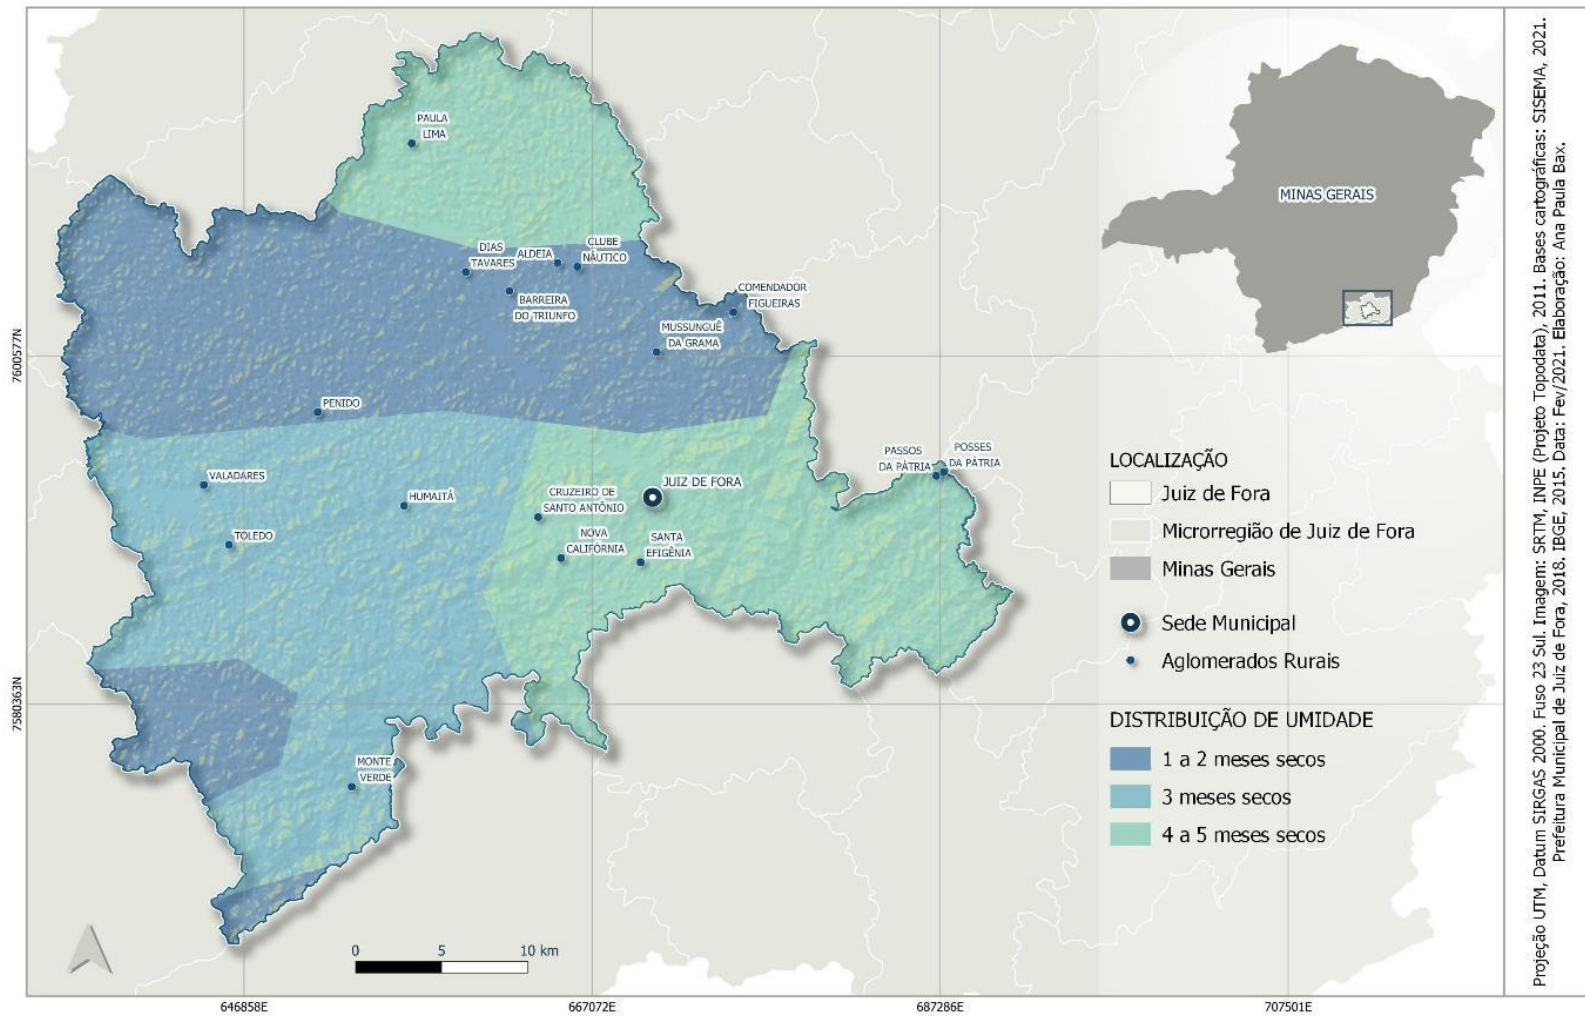 PAULA
LIMA
DIAS
TAVARES
ALDEIA
CLUBE
NÁUTICO
BARREIRA
DO TRIUNFO
COMENDADOR
FIGUEIRAS
MUSSUNGUÊ
DA GRAMA
PENIDO
VALADARES
HUMAITÁ
TOLEDO
CRUZEIRO DE
SANTO ANTÔNIO
JUIZ DE FORA
NOVA
CALIFÓRNIA
SANTA
EFIGÊNIA
PASSOS
DA PÁTRIA
POSSES
DA PÁTRIA
MONTE
VERDE
MINAS GERAIS
7600577N
7580363N
646858E
667072E
687286E
707501E
0 5 10 km
LOCALIZAÇÃO
Juiz de Fora
Microrregião de Juiz de Fora
Minas Gerais
Sede Municipal
Aglomerados Rurais
DISTRIBUIÇÃO DE UMIDADE
1 a 2 meses secos
3 meses secos
4 a 5 meses secos
Projeção UTM, Datum SIRGAS 2000. Fuso 23 Sul. Imagem: SRTM, INPE (Projeto Topodata), 2011. Bases cartográficas: SISEMA, 2021.
Prefeitura Municipal de Juiz de Fora, 2018. IBGE, 2015. Data: Fev/2021. Elaboração: Ana Paula Bax.